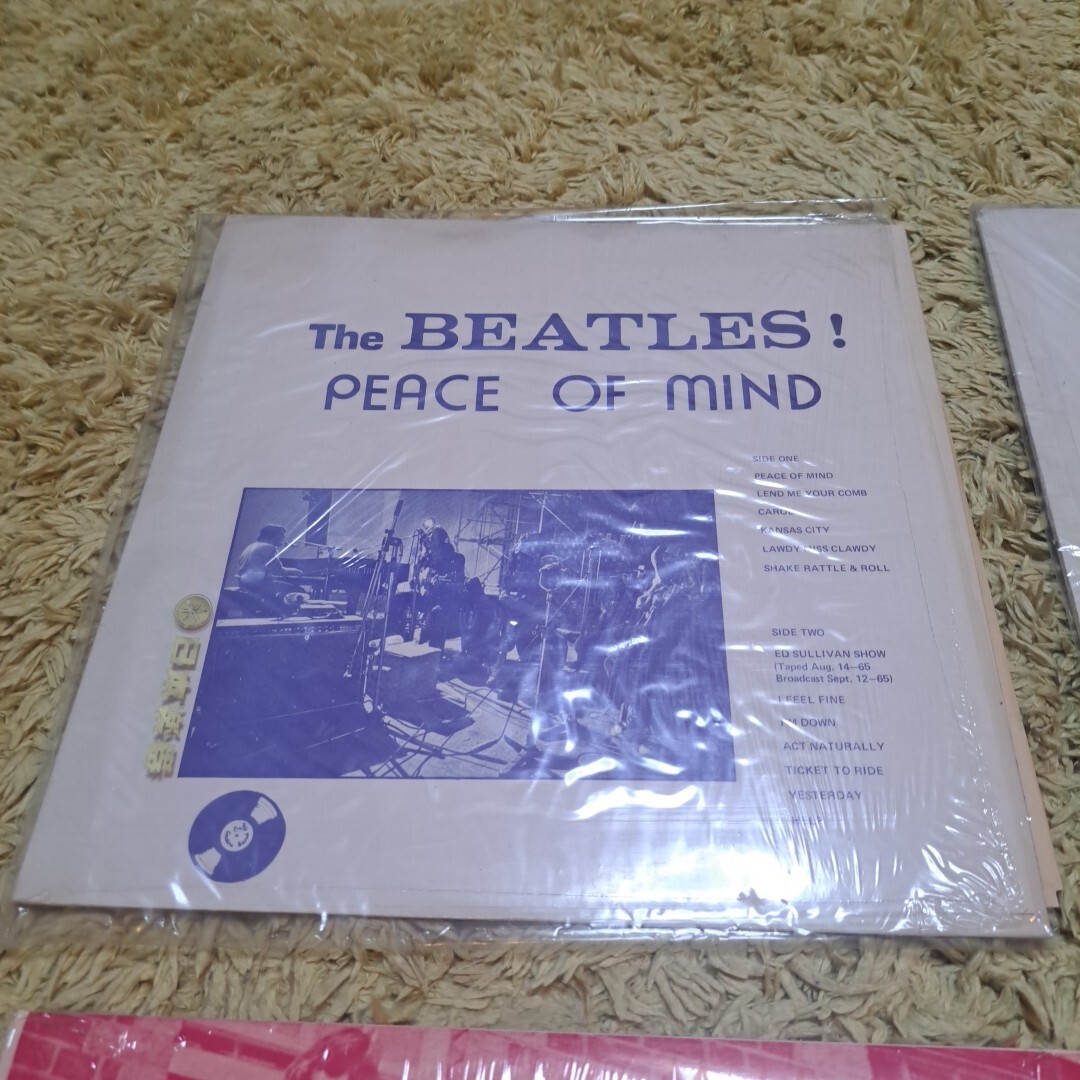 The BEATLES!
PEACE OF MIND
SIDE ONE
PEACE OF MIND
LEND ME YOUR COMB
CAROL
KANSAS CITY
LAWDY MISS CLAWDY
SHAKE RATTLE & ROLL
SIDE TWO
ED SULLIVAN SHOW
(Taped Aug. 14-65
Broadcast Sept. 12-65)
I FEEL FINE
I'M DOWN
ACT NATURALLY
TICKET TO RIDE
YESTERDAY
HELP